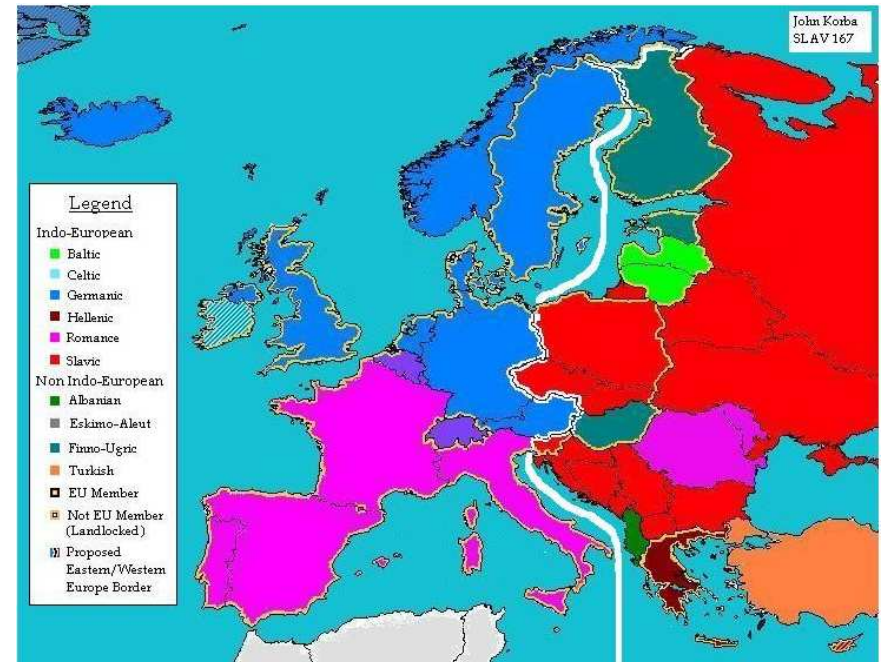 John Korba
SLAV 167
Legend
Indo-European
Baltic
Celtic
Germanic
Hellenic
Romance
Slavic
Non Indo-European
Albanian
Eskimo-Aleut
Finno-Ugric
Turkish
EU Member
Not EU Member
(Landlocked)
Proposed
Eastern/Western
Europe Border